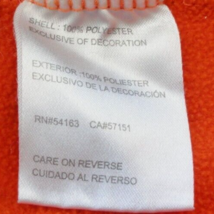 SHELL: 100% POLYESTER
EXCLUSIVE OF DECORATION
EXTERIOR: 100% POLIESTER
EXCLUSIVO DE LA DECORACIÓN
RN#54163 CA#57151
CARE ON REVERSE
CUIDADO AL REVERSO